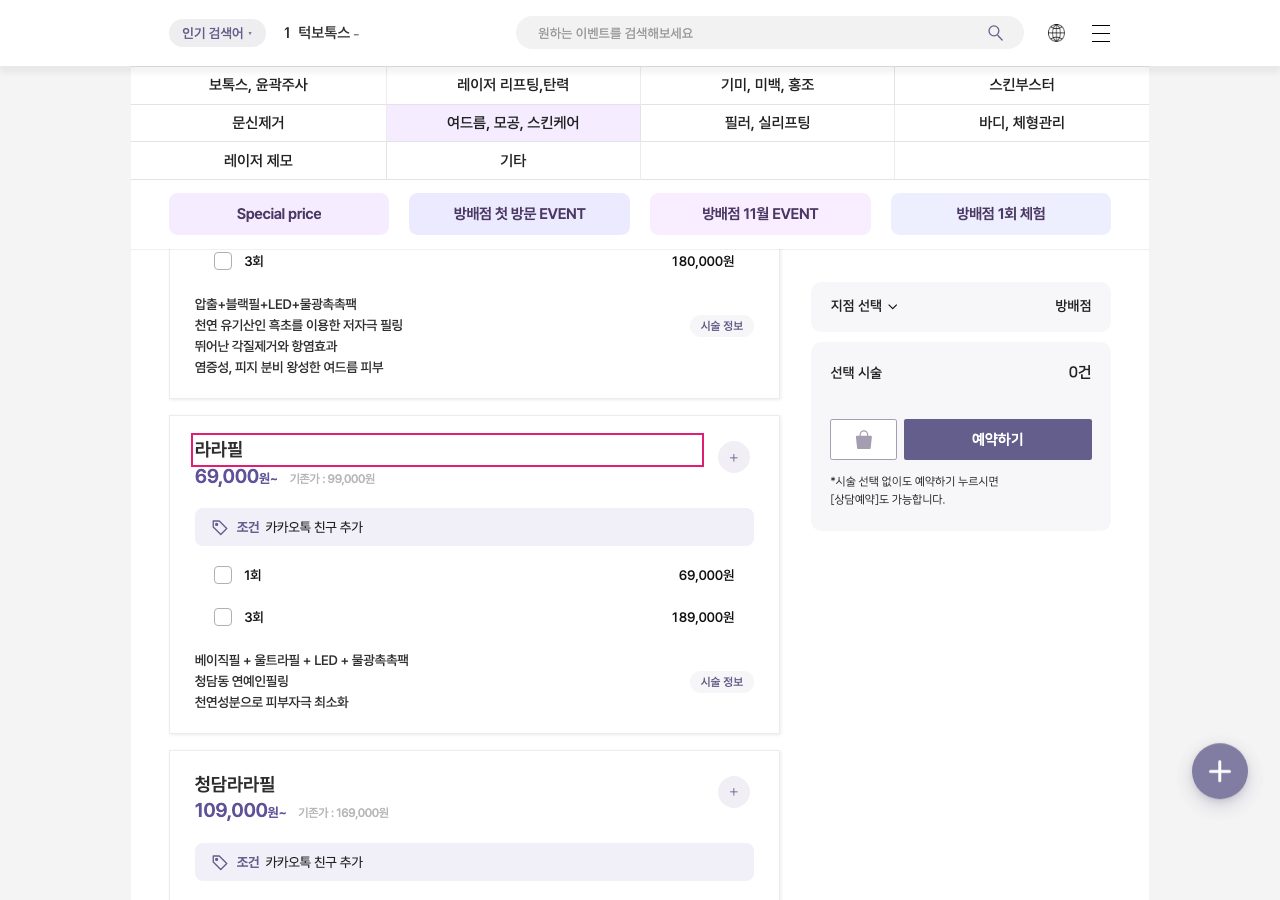 인기 검색어
1 턱보톡스 -
원하는 이벤트를 검색해보세요
보톡스, 윤곽주사
레이저 리프팅,탄력
기미, 미백, 홍조
스킨부스터
문신제거
여드름, 모공, 스킨케어
필러, 실리프팅
바디, 체형관리
레이저 제모
기타
Special price
방배점 첫 방문 EVENT
방배점 11월 EVENT
방배점 1회 체험
3회
180,000원
압출+블랙필+LED+물광촉촉팩
천연 유기산인 흑초를 이용한 저자극 필링
뛰어난 각질제거와 항염효과
염증성, 피지 분비 왕성한 여드름 피부
시술 정보
지점 선택
방배점
선택 시술
0건
예약하기
*시술 선택 없이도 예약하기 누르시면
[상담예약]도 가능합니다.
라라필
+
69,000원~ 기존가 : 99,000원
조건 카카오톡 친구 추가
1회
69,000원
3회
189,000원
베이직필 + 울트라필 + LED + 물광촉촉팩
청담동 연예인필링
천연성분으로 피부자극 최소화
시술 정보
청담라라필
+
109,000원~ 기존가 : 169,000원
조건 카카오톡 친구 추가